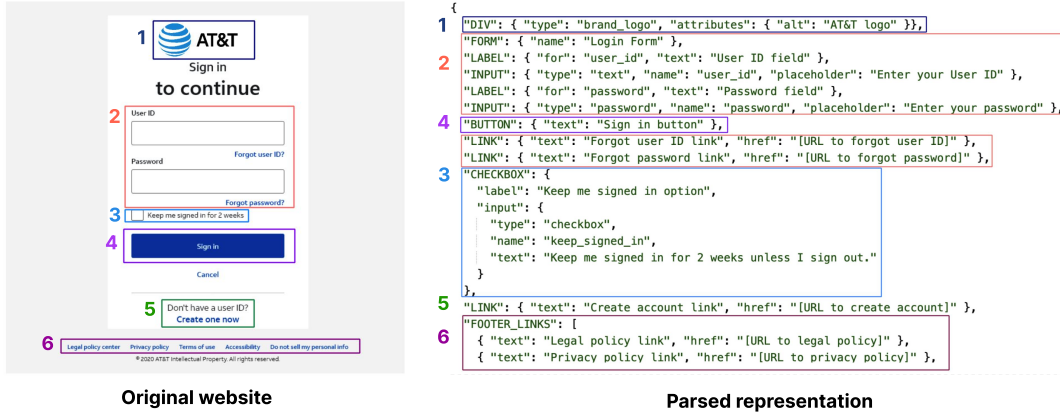 1
AT&T
Sign in
to continue
2
User ID
Forgot user ID?
Password
Forgot password?
3
Keep me signed in for 2 weeks
4
Sign in
Cancel
5
Don't have a user ID?
Create one now
6
Legal policy center Privacy policy Terms of use Accessibility Do not sell my personal info
© 2020 AT&T Intellectual Property. All rights reserved.
Original website
{
1
"DIV": { "type": "brand_logo", "attributes": { "alt": "AT&T logo" }},
2
"FORM": { "name": "Login Form" },
"LABEL": { "for": "user_id", "text": "User ID field" },
"INPUT": { "type": "text", "name": "user_id", "placeholder": "Enter your User ID" },
"LABEL": { "for": "password", "text": "Password field" },
"INPUT": { "type": "password", "name": "password", "placeholder": "Enter your password" },
4
"BUTTON": { "text": "Sign in button" },
"LINK": { "text": "Forgot user ID link", "href": "[URL to forgot user ID]" },
"LINK": { "text": "Forgot password link", "href": "[URL to forgot password]" },
3
"CHECKBOX": {
"label": "Keep me signed in option",
"input": {
"type": "checkbox",
"name": "keep_signed_in",
"text": "Keep me signed in for 2 weeks unless I sign out."
}
},
5
"LINK": { "text": "Create account link", "href": "[URL to create account]" },
6
"FOOTER_LINKS": [
{ "text": "Legal policy link", "href": "[URL to legal policy]" },
{ "text": "Privacy policy link", "href": "[URL to privacy policy]" },
Parsed representation